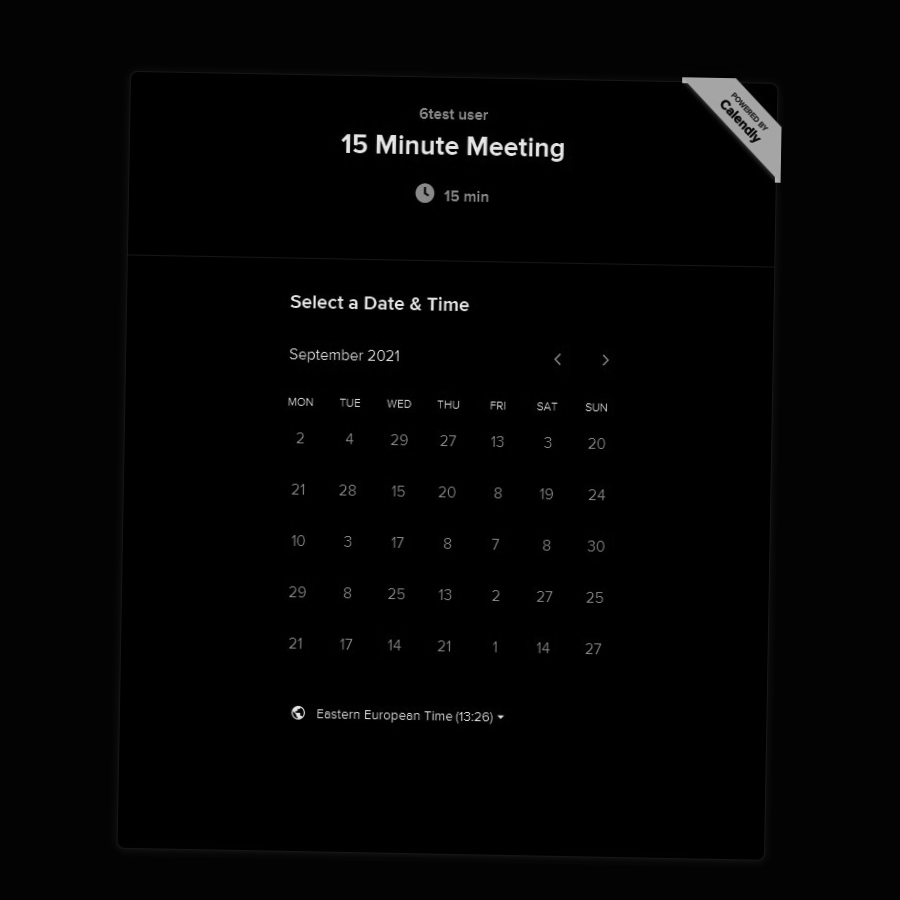 POWERED BY
Calendly
6test user
15 Minute Meeting
15 min
Select a Date & Time
September 2021
MON TUE WED THU FRI SAT SUN
2 4 29 27 13 3 20
21 28 15 20 8 19 24
10 3 17 8 7 8 30
29 8 25 13 2 27 25
21 17 14 21 1 14 27
Eastern European Time (13:26)